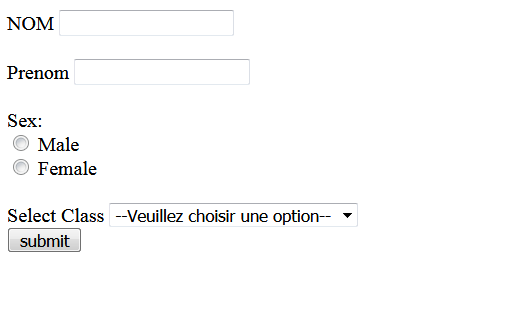 NOM
Prenom
Sex:
Male
Female
Select Class --Veuillez choisir une option--
submit